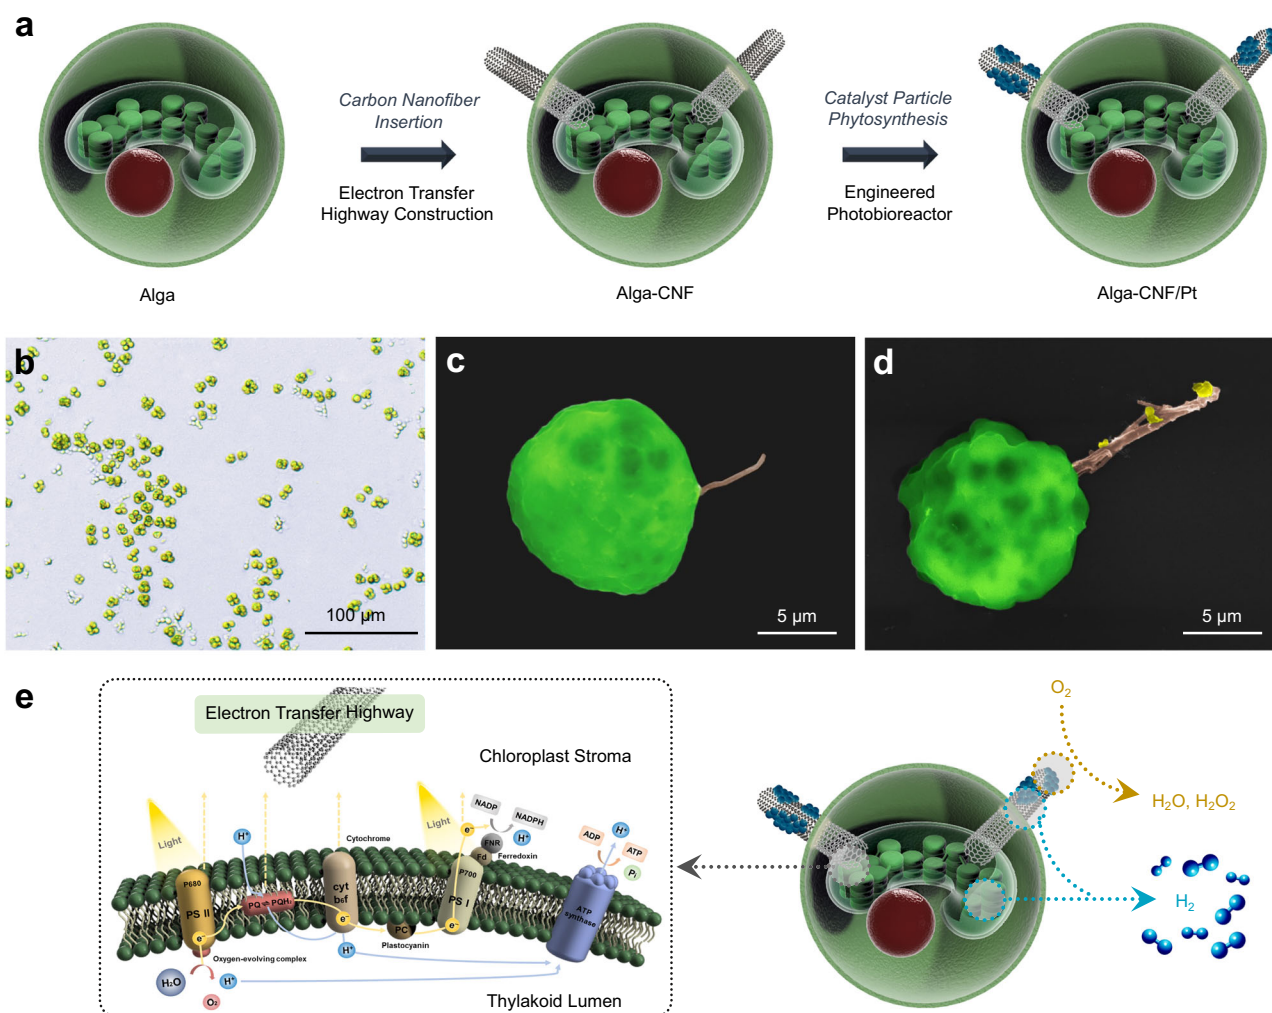 a
Carbon Nanofiber
Insertion
Electron Transfer
Highway Construction
Catalyst Particle
Phytosynthesis
Engineered
Photobioreactor
Alga
Alga-CNF
Alga-CNF/Pt
b
100 µm
c
5 µm
d
5 µm
e
Electron Transfer Highway
Chloroplast Stroma
Light
Light
H⁺
Cytochrome
e⁻
NADP
NADPH
H⁺
FNR
Fd
Ferredoxin
ADP
H⁺
ATP
Pᵢ
P680
PS II
PQ ⇌ PQH₂
cyt
b₆f
P700
PS I
ATP
synthase
e⁻
e⁻
e⁻
PC
Plastocyanin
Oxygen-evolving complex
H⁺
H₂O
O₂
H⁺
Thylakoid Lumen
O₂
H₂O, H₂O₂
H₂